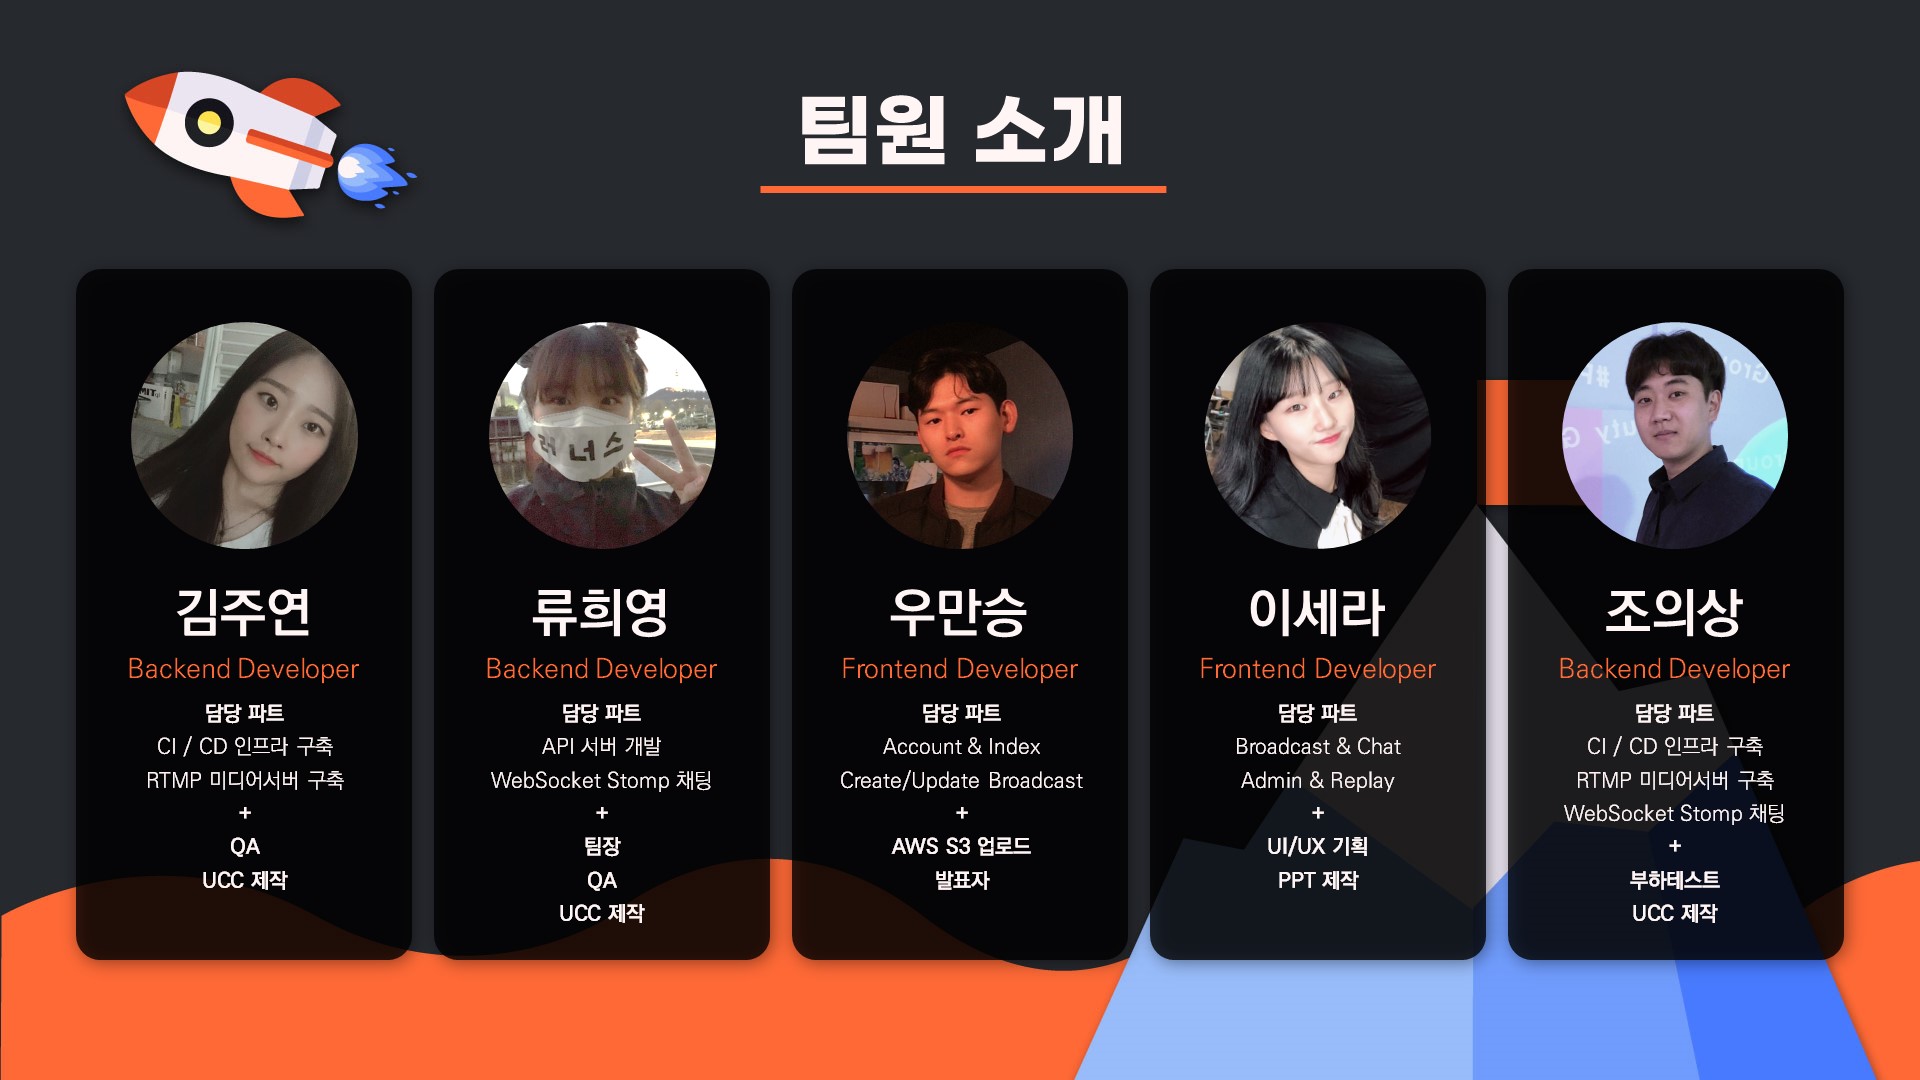 팀원 소개
김주연
Backend Developer
담당 파트
CI / CD 인프라 구축
RTMP 미디어서버 구축
+
QA
UCC 제작
러너스
류희영
Backend Developer
담당 파트
API 서버 개발
WebSocket Stomp 채팅
+
팀장
QA
UCC 제작
우만승
Frontend Developer
담당 파트
Account & Index
Create/Update Broadcast
+
AWS S3 업로드
발표자
이세라
Frontend Developer
담당 파트
Broadcast & Chat
Admin & Replay
+
UI/UX 기획
PPT 제작
조의상
Backend Developer
담당 파트
CI / CD 인프라 구축
RTMP 미디어서버 구축
WebSocket Stomp 채팅
+
부하테스트
UCC 제작